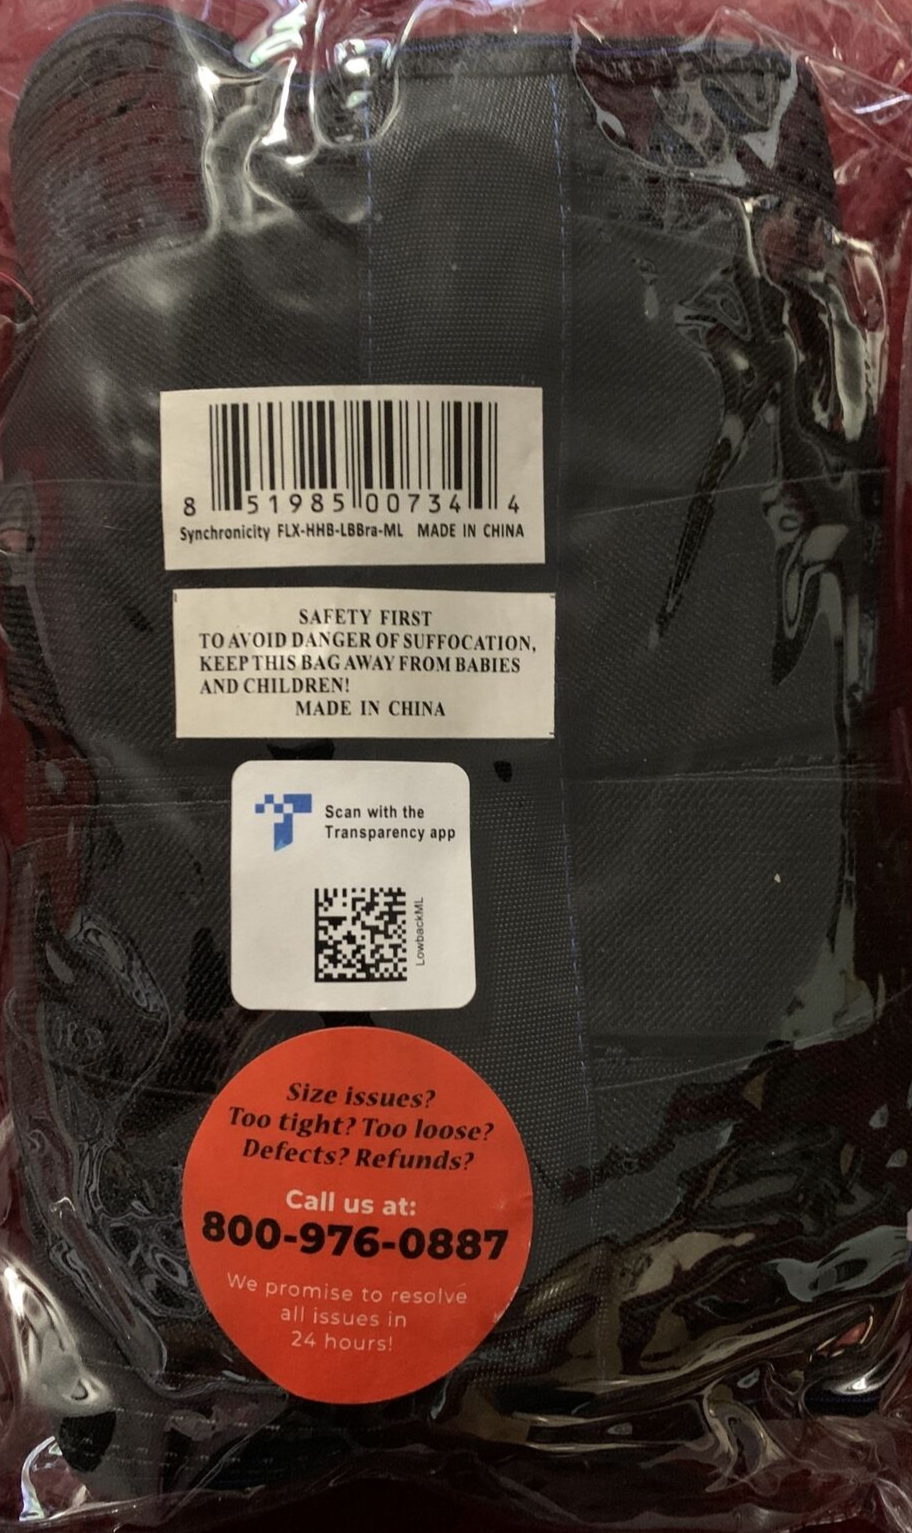 8 51985 00734 4
Synchronicity FLX-HHB-LBBra-ML MADE IN CHINA
SAFETY FIRST
TO AVOID DANGER OF SUFFOCATION,
KEEP THIS BAG AWAY FROM BABIES
AND CHILDREN!
MADE IN CHINA
Scan with the
Transparency app
LowbackML
Size issues?
Too tight? Too loose?
Defects? Refunds?
Call us at:
800-976-0887
We promise to resolve
all issues in
24 hours!